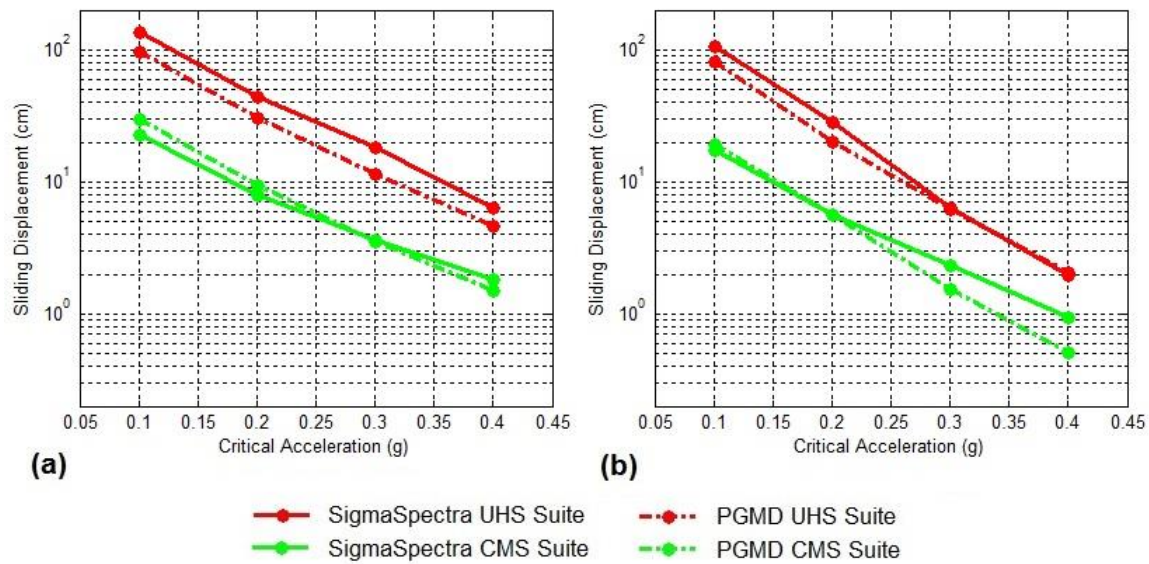 10²
10¹
10⁰
Sliding Displacement (cm)
0.05 0.1 0.15 0.2 0.25 0.3 0.35 0.4 0.45
Critical Acceleration (g)
(a)
10²
10¹
10⁰
Sliding Displacement (cm)
0.05 0.1 0.15 0.2 0.25 0.3 0.35 0.4 0.45
Critical Acceleration (g)
(b)
SigmaSpectra UHS Suite
PGMD UHS Suite
SigmaSpectra CMS Suite
PGMD CMS Suite